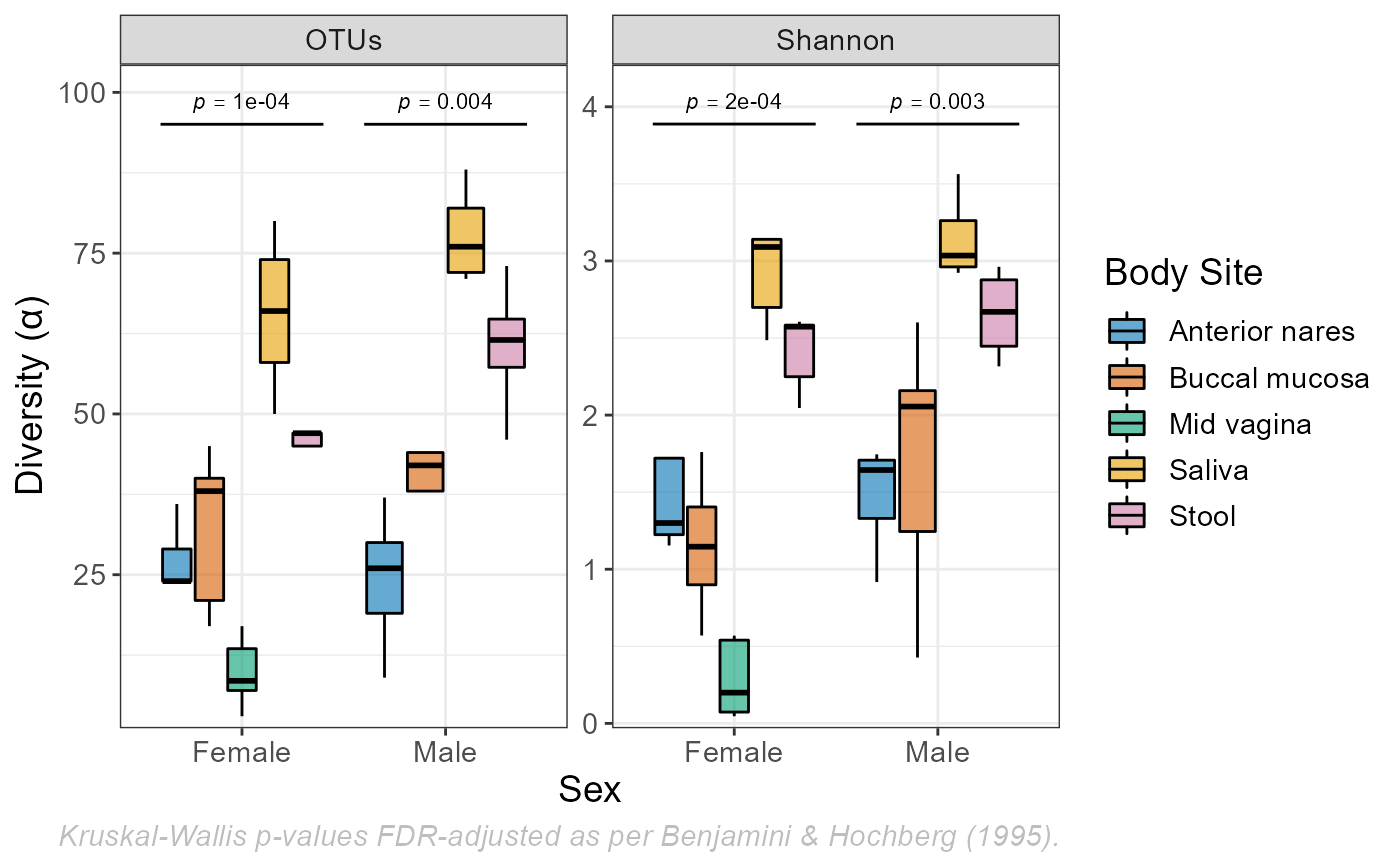 OTUs
Shannon
p = 1e-04
p = 0.004
p = 2e-04
p = 0.003
100
75
50
25
4
3
2
1
0
Diversity (α)
Female
Male
Female
Male
Sex
Body Site
Anterior nares
Buccal mucosa
Mid vagina
Saliva
Stool
Kruskal-Wallis p-values FDR-adjusted as per Benjamini & Hochberg (1995).